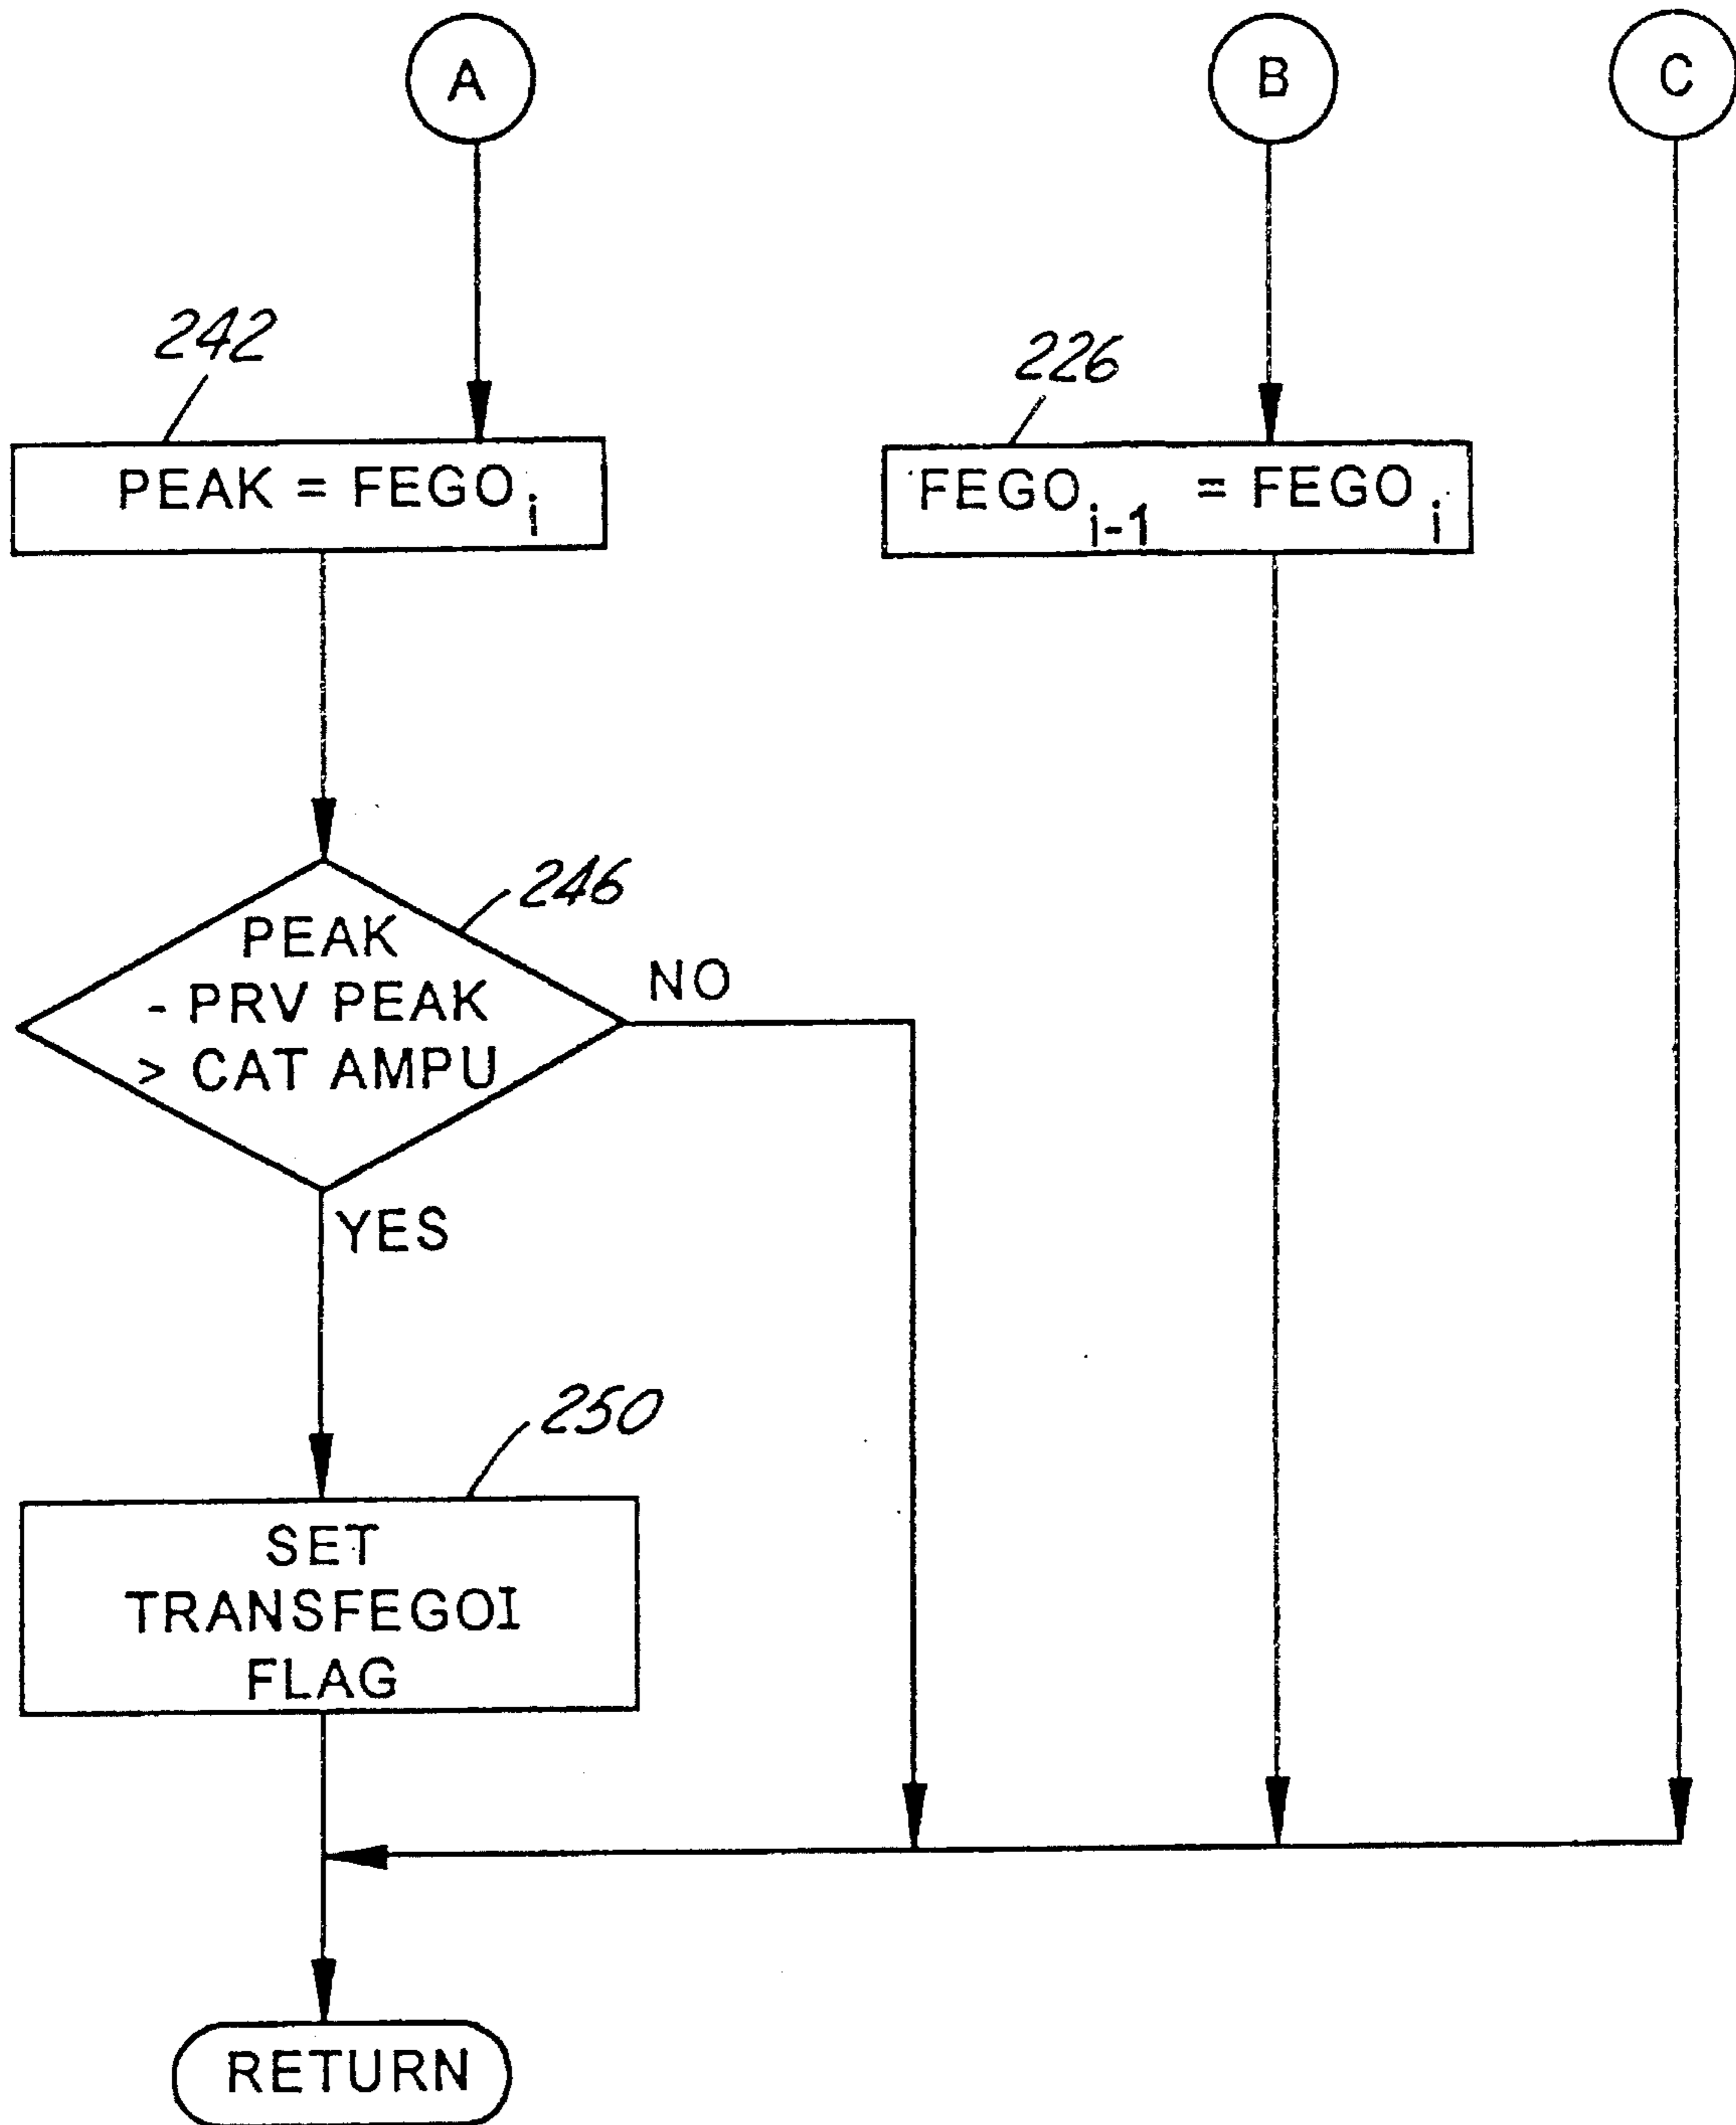 A
B
C
242
226
PEAK = FEGOi
FEGOi-1 = FEGOi
246
PEAK
- PRV PEAK
> CAT AMPU
NO
YES
250
SET
TRANSFEGOI
FLAG
RETURN